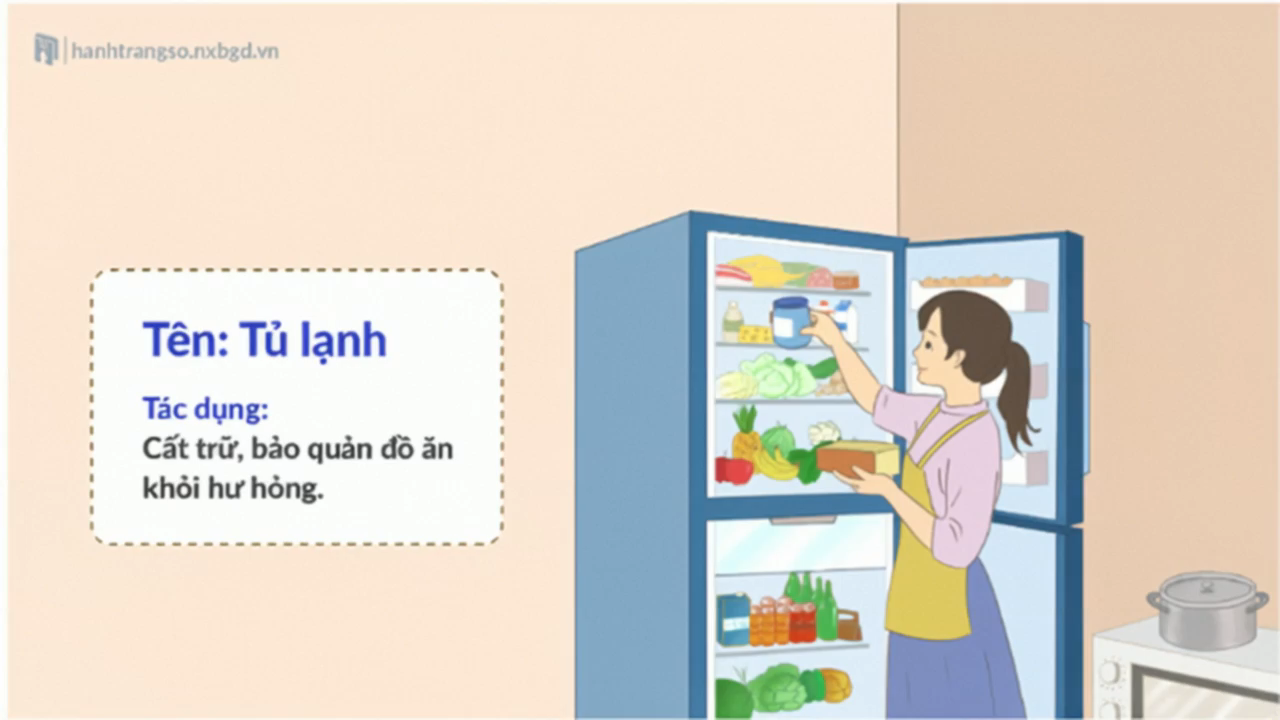 hanhtrangso.nxbgd.vn
Tên: Tủ lạnh
Tác dụng:
Cất trữ, bảo quản đồ ăn
khỏi hư hỏng.